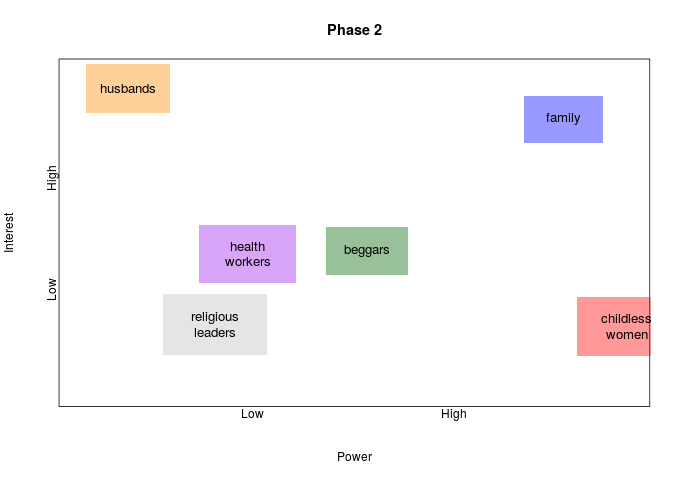 Phase 2
husbands
family
High
Interest
health
workers
beggars
Low
religious
leaders
childless
women
Low
High
Power